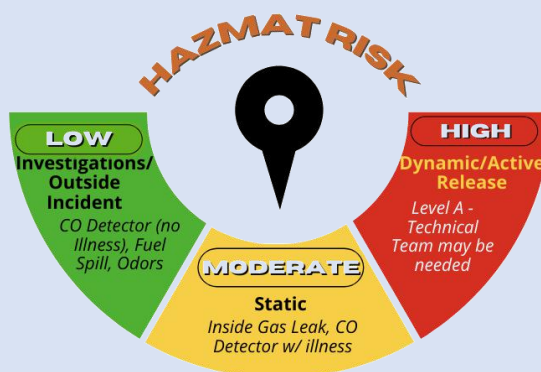 HAZMAT RISK
LOW
Investigations/
Outside
Incident
CO Detector (no
Illness), Fuel
Spill, Odors
MODERATE
Static
Inside Gas Leak, CO
Detector w/ illness
HIGH
Dynamic/Active
Release
Level A -
Technical
Team may be
needed